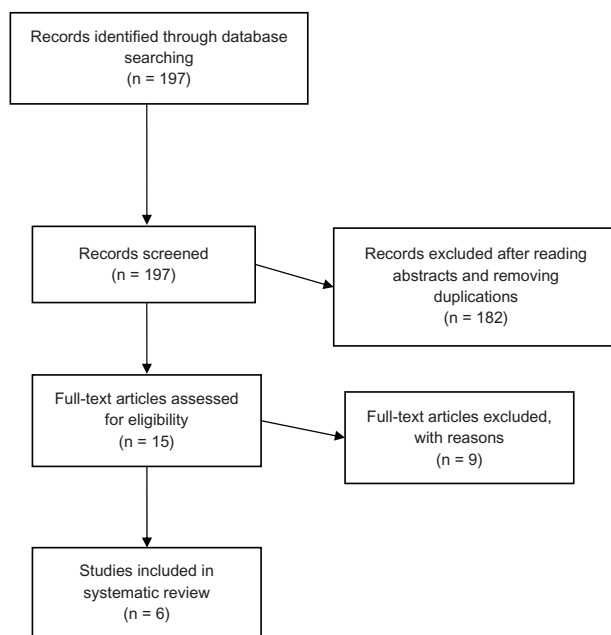 Records identified through database
searching
(n = 197)
Records screened
(n = 197)
Records excluded after reading
abstracts and removing
duplications
(n = 182)
Full-text articles assessed
for eligibility
(n = 15)
Full-text articles excluded,
with reasons
(n = 9)
Studies included in
systematic review
(n = 6)